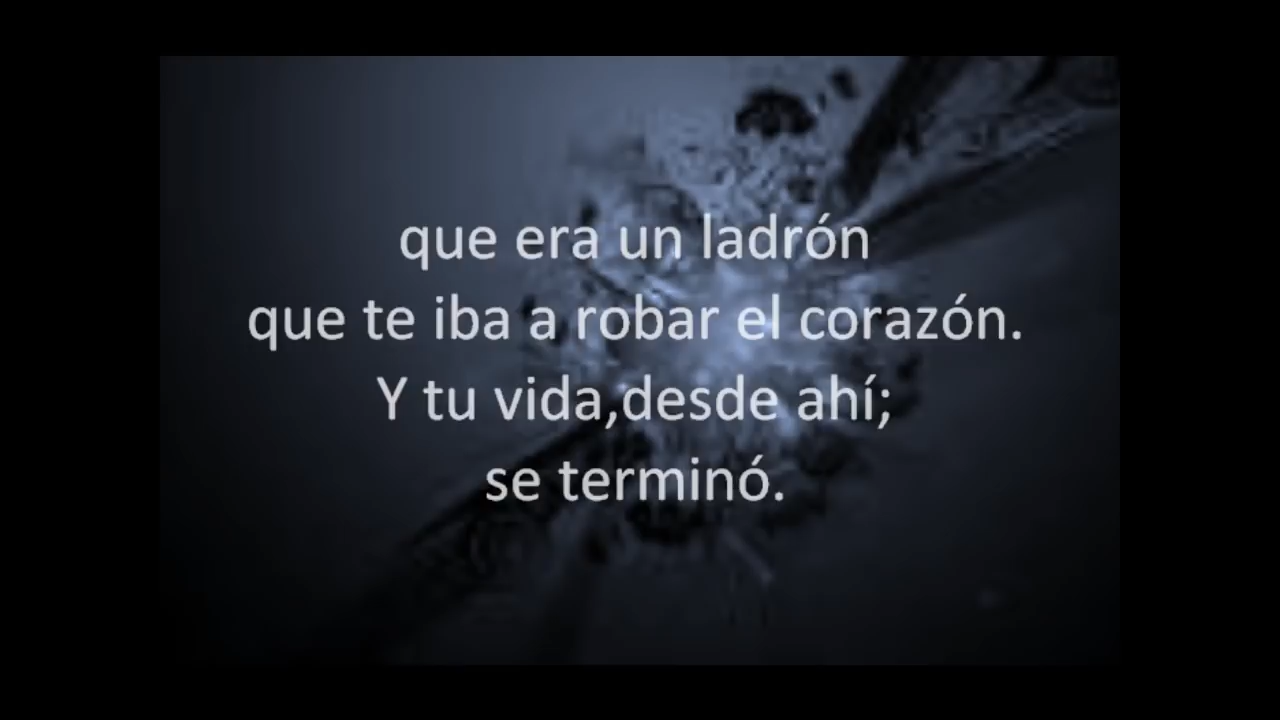 que era un ladrón
que te iba a robar el corazón.
Y tu vida,desde ahí;
se terminó.